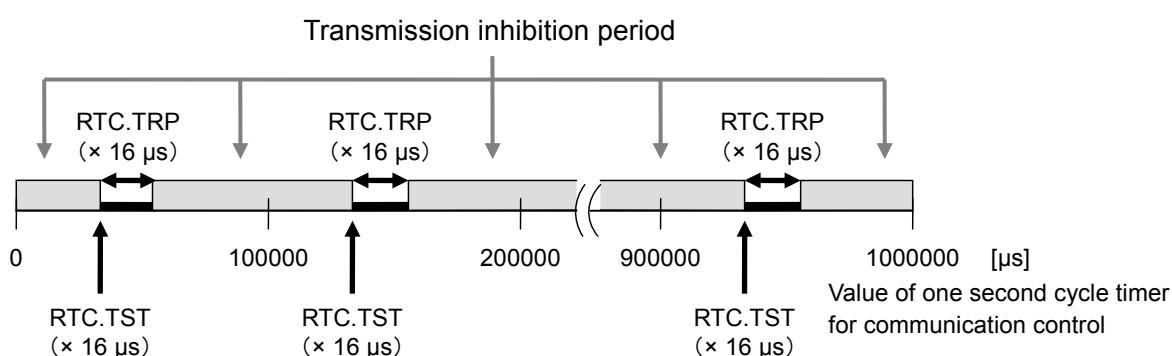 Transmission inhibition period
RTC.TRP
（× 16 µs）
RTC.TRP
（× 16 µs）
RTC.TRP
（× 16 µs）
0
100000
200000
900000
1000000
[µs]
RTC.TST
（× 16 µs）
RTC.TST
（× 16 µs）
RTC.TST
（× 16 µs）
Value of one second cycle timer
for communication control